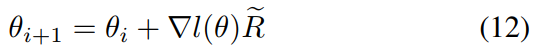 θ_{i+1} = θ_i + ∇l(θ)R̃ (12)